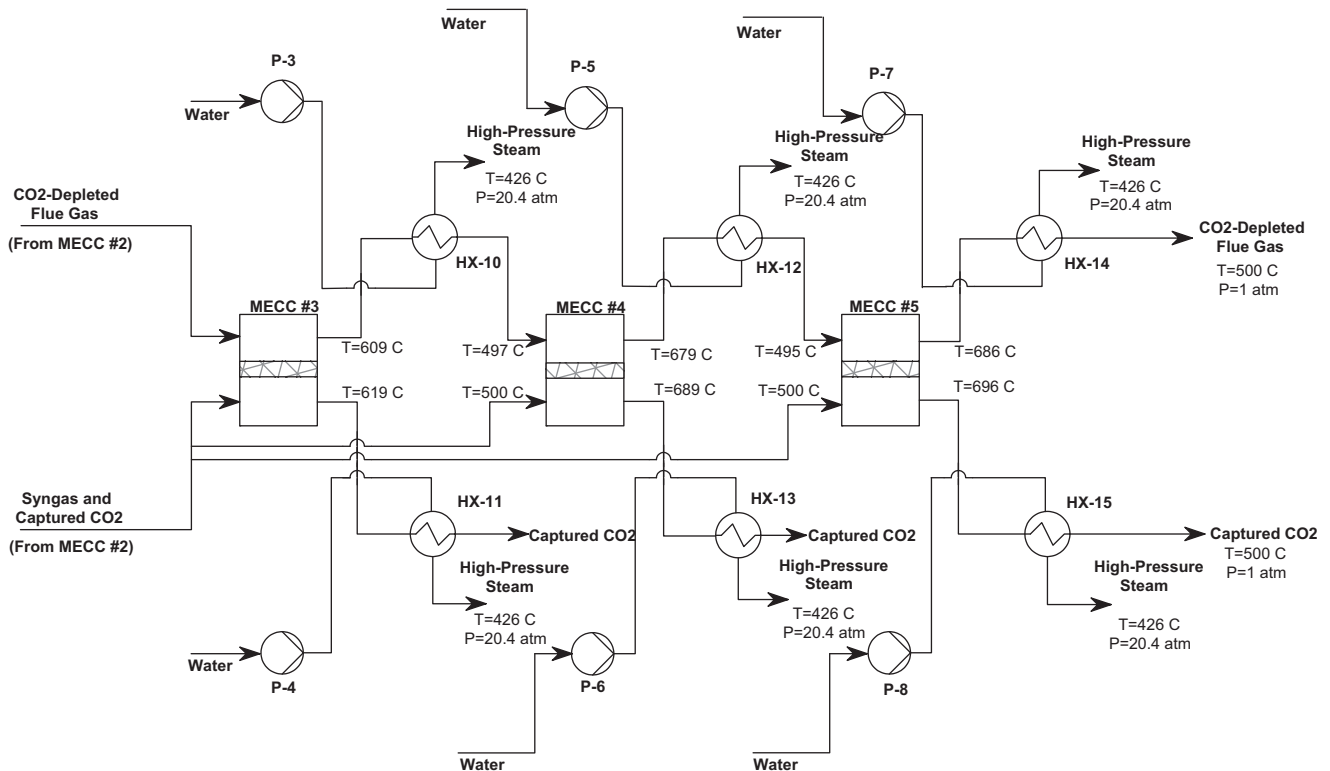 Water
Water
P-3
P-5
P-7
Water
High-Pressure
Steam
T=426 C
P=20.4 atm
High-Pressure
Steam
T=426 C
P=20.4 atm
High-Pressure
Steam
T=426 C
P=20.4 atm
CO2-Depleted
Flue Gas
(From MECC #2)
HX-10
HX-12
HX-14
CO2-Depleted
Flue Gas
T=500 C
P=1 atm
MECC #3
MECC #4
MECC #5
T=609 C
T=497 C
T=679 C
T=495 C
T=686 C
T=619 C
T=500 C
T=689 C
T=500 C
T=696 C
Syngas and
Captured CO2
(From MECC #2)
HX-11
HX-13
HX-15
Captured CO2
Captured CO2
Captured CO2
T=500 C
P=1 atm
High-Pressure
Steam
T=426 C
P=20.4 atm
High-Pressure
Steam
T=426 C
P=20.4 atm
High-Pressure
Steam
T=426 C
P=20.4 atm
Water
P-4
P-6
P-8
Water
Water